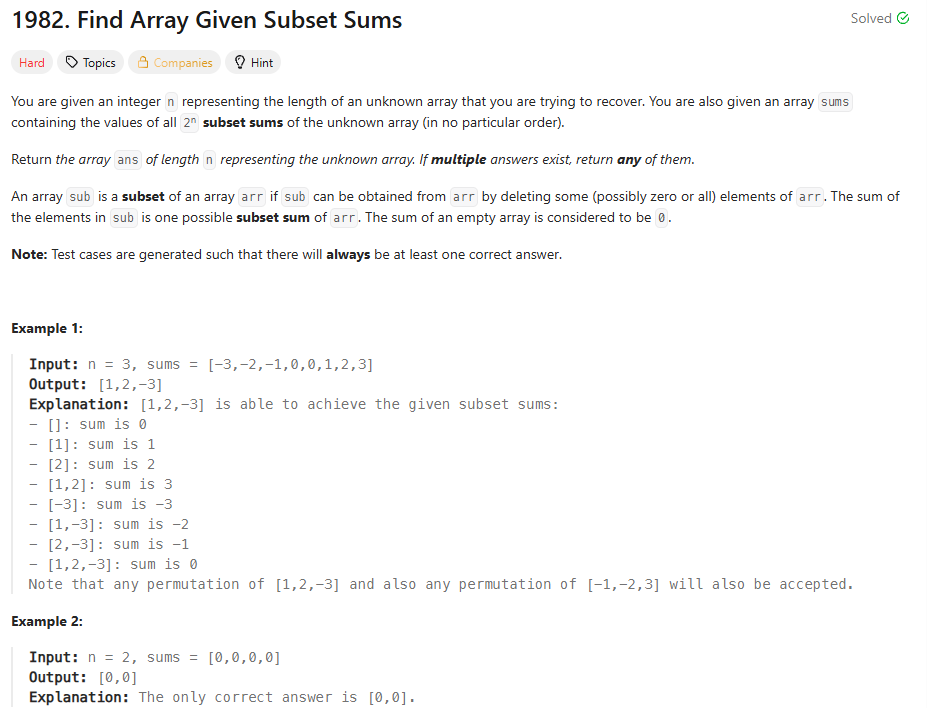 1982. Find Array Given Subset Sums
Solved
Hard Topics Companies Hint
You are given an integer n representing the length of an unknown array that you are trying to recover. You are also given an array sums
containing the values of all 2ⁿ subset sums of the unknown array (in no particular order).
Return the array ans of length n representing the unknown array. If multiple answers exist, return any of them.
An array sub is a subset of an array arr if sub can be obtained from arr by deleting some (possibly zero or all) elements of arr. The sum of
the elements in sub is one possible subset sum of arr. The sum of an empty array is considered to be 0.
Note: Test cases are generated such that there will always be at least one correct answer.
Example 1:
Input: n = 3, sums = [-3,-2,-1,0,0,1,2,3]
Output: [1,2,-3]
Explanation: [1,2,-3] is able to achieve the given subset sums:
- []: sum is 0
- [1]: sum is 1
- [2]: sum is 2
- [1,2]: sum is 3
- [-3]: sum is -3
- [1,-3]: sum is -2
- [2,-3]: sum is -1
- [1,2,-3]: sum is 0
Note that any permutation of [1,2,-3] and also any permutation of [-1,-2,3] will also be accepted.
Example 2:
Input: n = 2, sums = [0,0,0,0]
Output: [0,0]
Explanation: The only correct answer is [0,0].